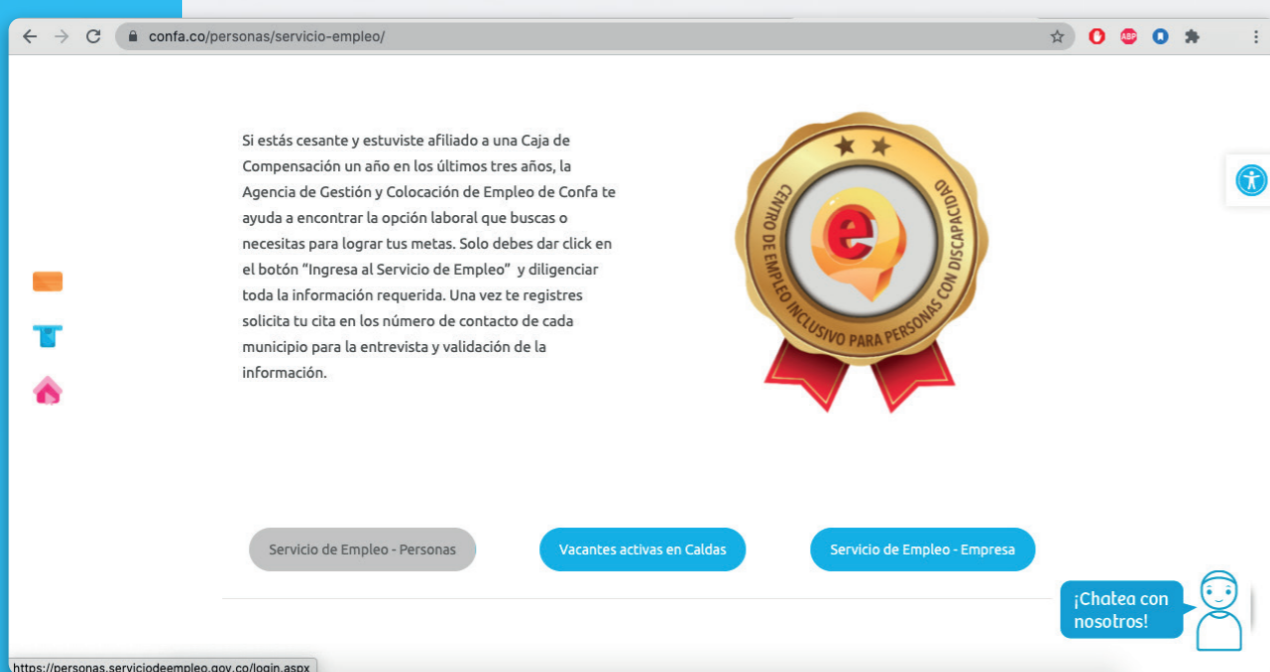 confa.co/personas/servicio-empleo/
ABP
Si estás cesante y estuviste afiliado a una Caja de
Compensación un año en los últimos tres años, la
Agencia de Gestión y Colocación de Empleo de Confa te
ayuda a encontrar la opción laboral que buscas o
necesitas para lograr tus metas. Solo debes dar click en
el botón “Ingresa al Servicio de Empleo” y diligenciar
toda la información requerida. Una vez te registres
solicita tu cita en los número de contacto de cada
municipio para la entrevista y validación de la
información.
CENTRO DE EMPLEO INCLUSIVO PARA PERSONAS CON DISCAPACIDAD
e
Servicio de Empleo - Personas
Vacantes activas en Caldas
Servicio de Empleo - Empresa
¡Chatea con
nosotros!
https://personas.serviciodeempleo.gov.co/login.aspx